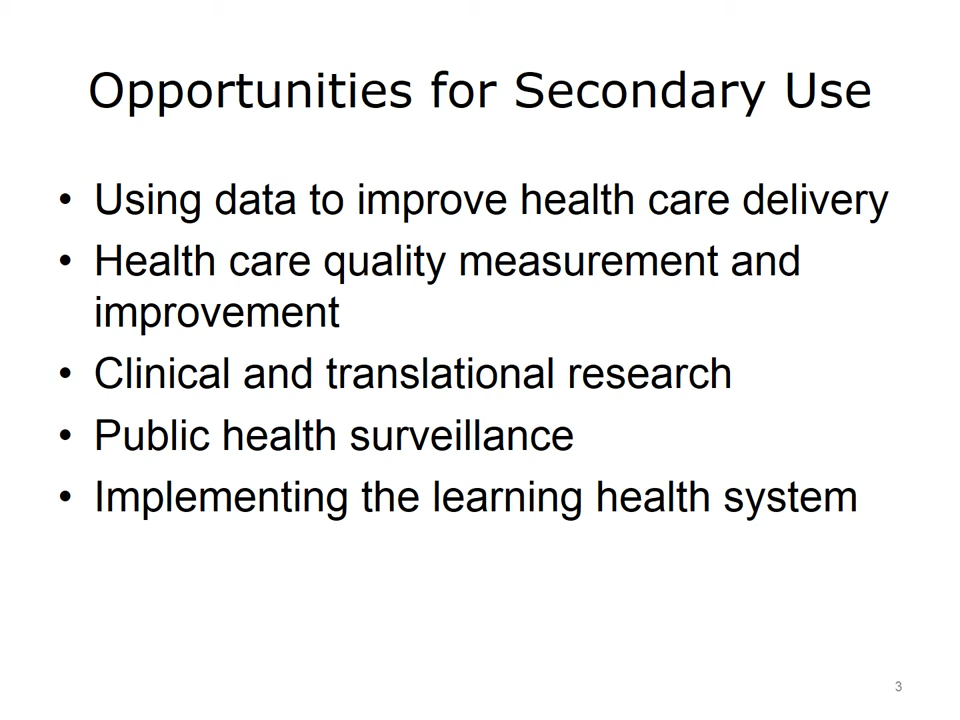 Opportunities for Secondary Use
• Using data to improve health care delivery
• Health care quality measurement and
improvement
• Clinical and translational research
• Public health surveillance
• Implementing the learning health system
3